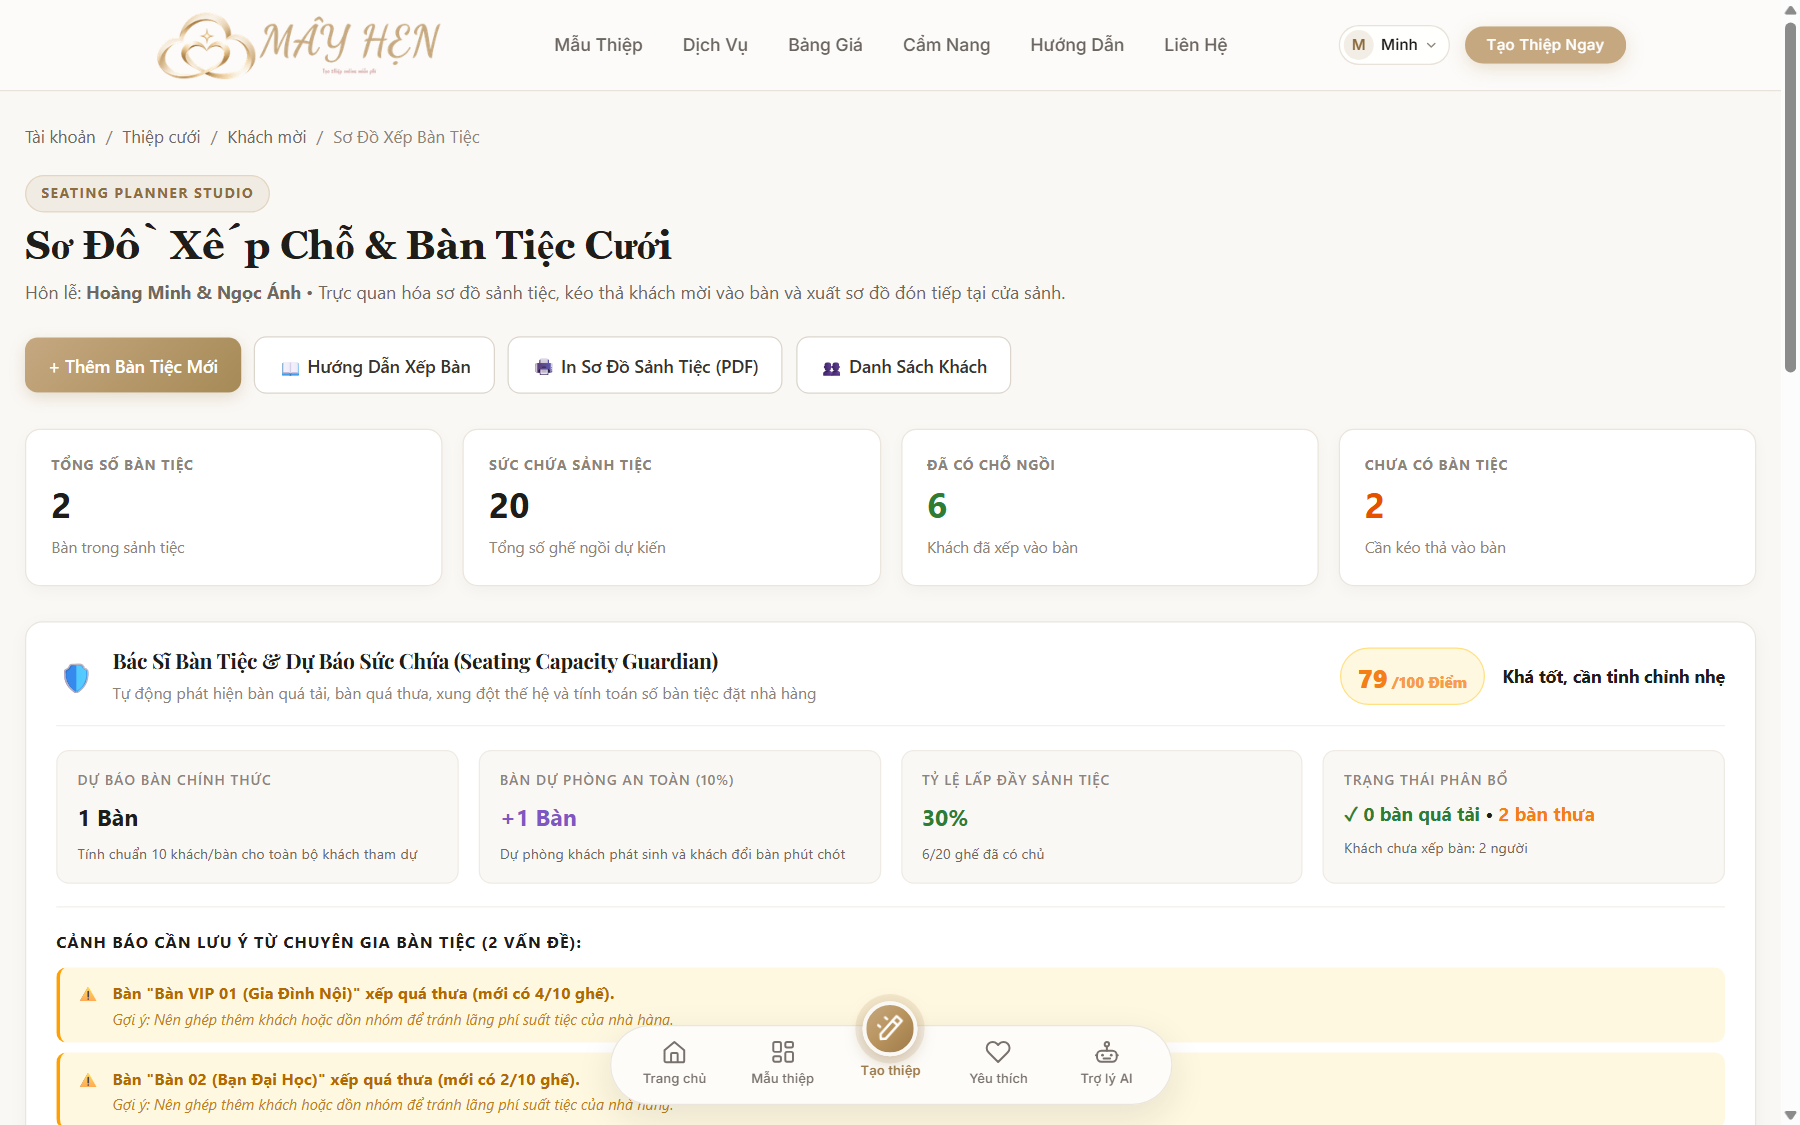 MÂY HẸN
Mẫu Thiệp
Dịch Vụ
Bảng Giá
Cẩm Nang
Hướng Dẫn
Liên Hệ
M Minh
Tạo Thiệp Ngay
Tài khoản / Thiệp cưới / Khách mời / Sơ Đồ Xếp Bàn Tiệc
SEATING PLANNER STUDIO
Sơ Đồ Xếp Chỗ & Bàn Tiệc Cưới
Hôn lễ: Hoàng Minh & Ngọc Ánh • Trực quan hóa sơ đồ sảnh tiệc, kéo thả khách mời vào bàn và xuất sơ đồ đón tiếp tại cửa sảnh.
+ Thêm Bàn Tiệc Mới
Hướng Dẫn Xếp Bàn
In Sơ Đồ Sảnh Tiệc (PDF)
Danh Sách Khách
TỔNG SỐ BÀN TIỆC
2
Bàn trong sảnh tiệc
SỨC CHỨA SẢNH TIỆC
20
Tổng số ghế ngồi dự kiến
ĐÃ CÓ CHỖ NGỒI
6
Khách đã xếp vào bàn
CHƯA CÓ BÀN TIỆC
2
Cần kéo thả vào bàn
Bác Sĩ Bàn Tiệc & Dự Báo Sức Chứa (Seating Capacity Guardian)
Tự động phát hiện bàn quá tải, bàn quá thưa, xung đột thế hệ và tính toán số bàn tiệc đặt nhà hàng
79 /100 Điểm
Khá tốt, cần tinh chỉnh nhẹ
DỰ BÁO BÀN CHÍNH THỨC
1 Bàn
Tính chuẩn 10 khách/bàn cho toàn bộ khách tham dự
BÀN DỰ PHÒNG AN TOÀN (10%)
+1 Bàn
Dự phòng khách phát sinh và khách đổi bàn phút chót
TỶ LỆ LẤP ĐẦY SẢNH TIỆC
30%
6/20 ghế đã có chủ
TRẠNG THÁI PHÂN BỔ
✓ 0 bàn quá tải • 2 bàn thưa
Khách chưa xếp bàn: 2 người
CẢNH BÁO CẦN LƯU Ý TỪ CHUYÊN GIA BÀN TIỆC (2 VẤN ĐỀ):
Bàn "Bàn VIP 01 (Gia Đình Nội)" xếp quá thưa (mới có 4/10 ghế).
Gợi ý: Nên ghép thêm khách hoặc dồn nhóm để tránh lãng phí suất tiệc của nhà hàng.
Bàn "Bàn 02 (Bạn Đại Học)" xếp quá thưa (mới có 2/10 ghế).
Gợi ý: Nên ghép thêm khách hoặc dồn nhóm để tránh lãng phí suất tiệc của nhà hàng.
Trang chủ
Mẫu thiệp
Tạo thiệp
Yêu thích
Trợ lý AI